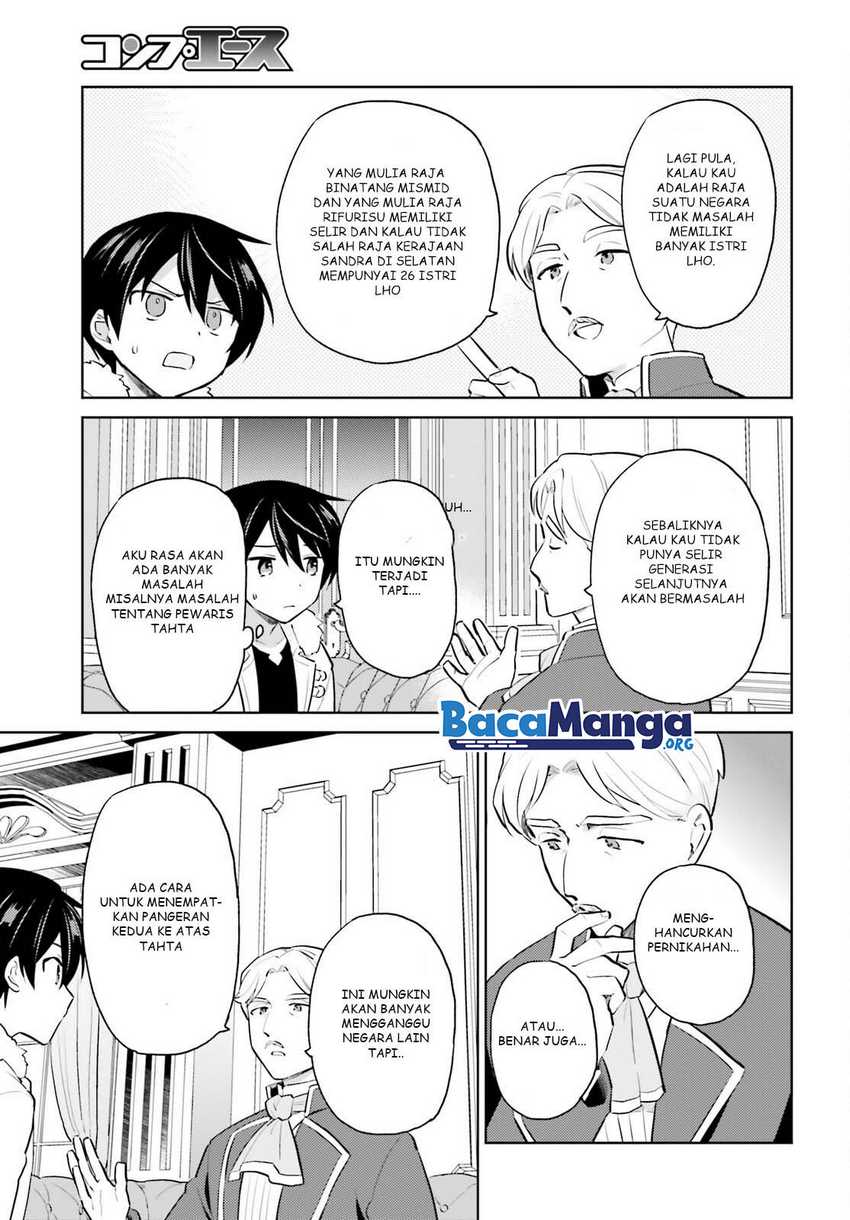 コンプ・エース
LAGI PULA,
KALAU KAU
ADALAH RAJA
SUATU NEGARA
TIDAK MASALAH
MEMILIKI
BANYAK ISTRI
LHO.
YANG MULIA RAJA
BINATANG MISMID
DAN YANG MULIA RAJA
RIFURISU MEMILIKI
SELIR DAN KALAU TIDAK
SALAH RAJA KERAJAAN
SANDRA DI SELATAN
MEMPUNYAI 26 ISTRI
LHO
SEBALIKNYA
KALAU KAU TIDAK
PUNYA SELIR
GENERASI
SELANJUTNYA
AKAN BERMASALAH
UH...
ITU MUNGKIN
TERJADI
TAPI....
AKU RASA AKAN
ADA BANYAK
MASALAH
MISALNYA MASALAH
TENTANG PEWARIS
TAHTA
BacaManga
.ORG
MENG-
HANCURKAN
PERNIKAHAN...
ATAU...
BENAR JUGA...
ADA CARA
UNTUK MENEMPAT-
KAN PANGERAN
KEDUA KE ATAS
TAHTA
INI MUNGKIN
AKAN BANYAK
MENGGANGGU
NEGARA LAIN
TAPI..